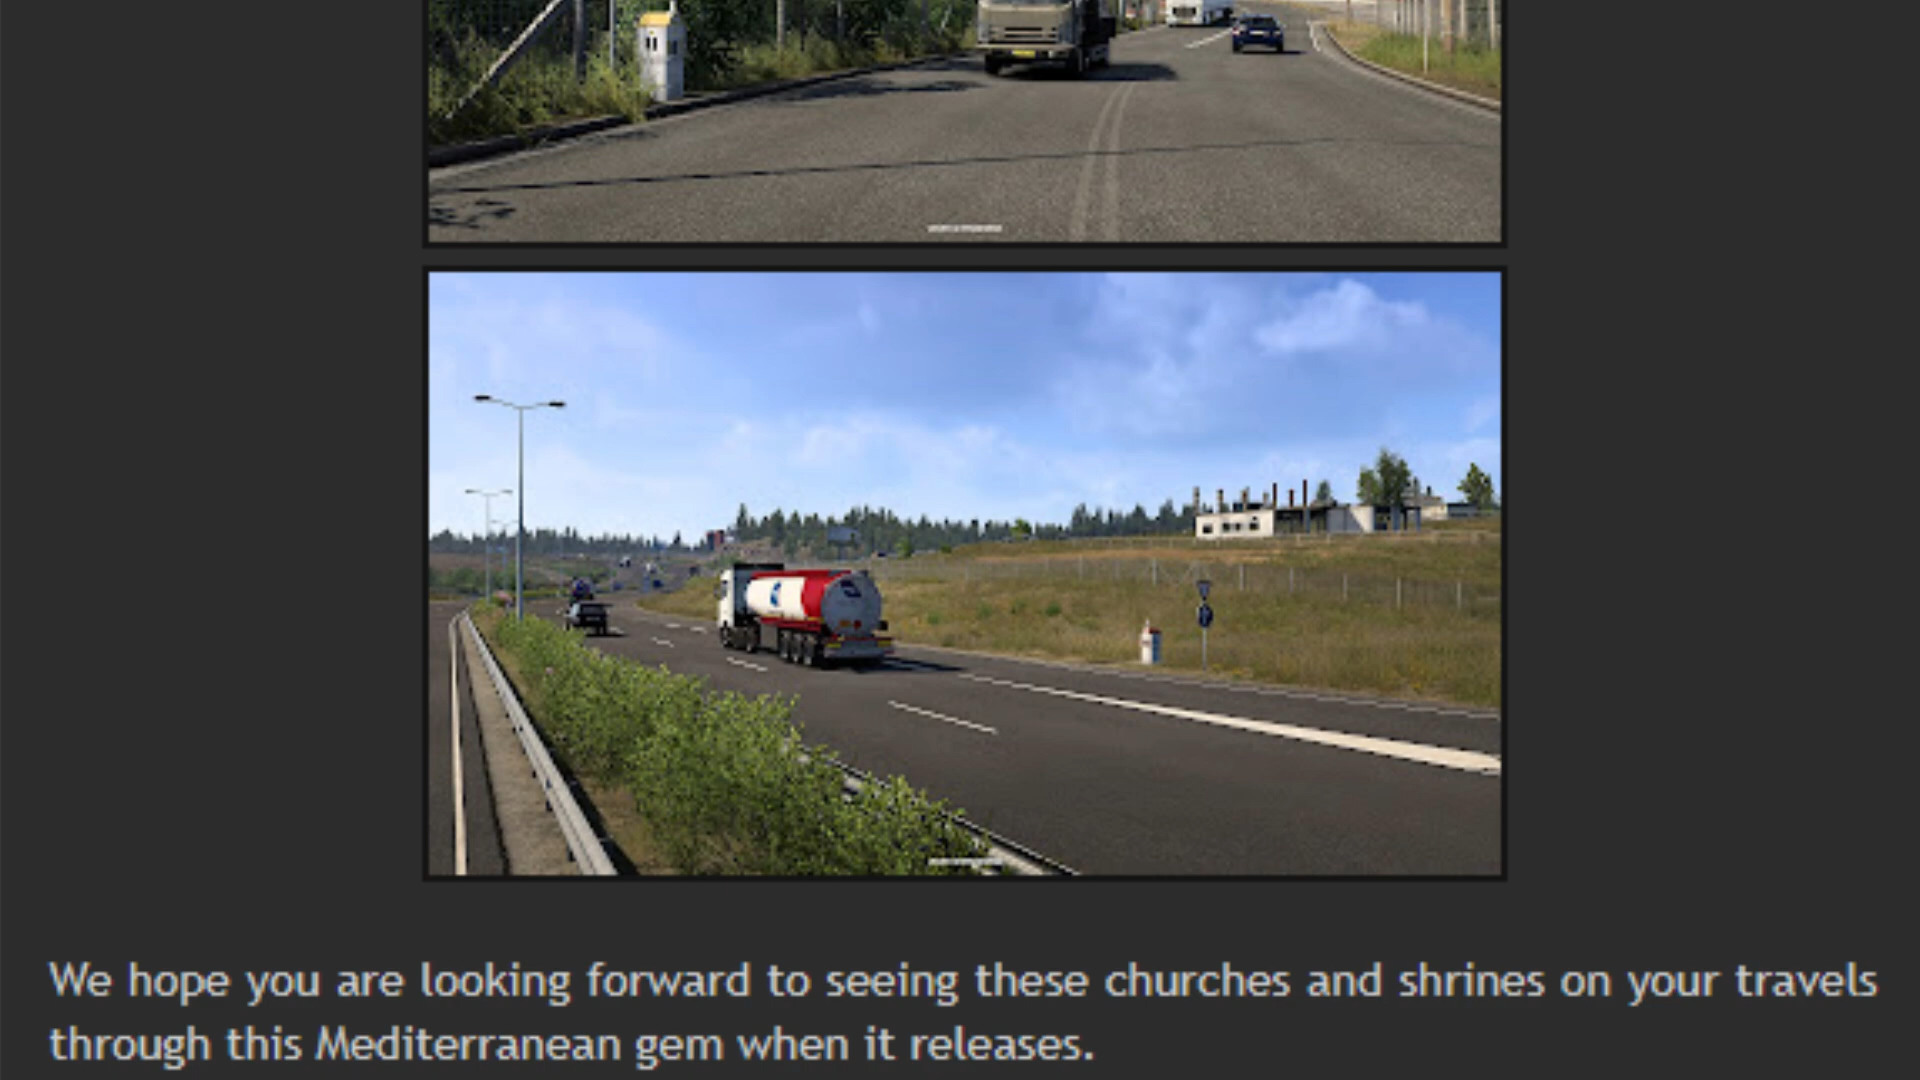 We hope you are looking forward to seeing these churches and shrines on your travels
through this Mediterranean gem when it releases.